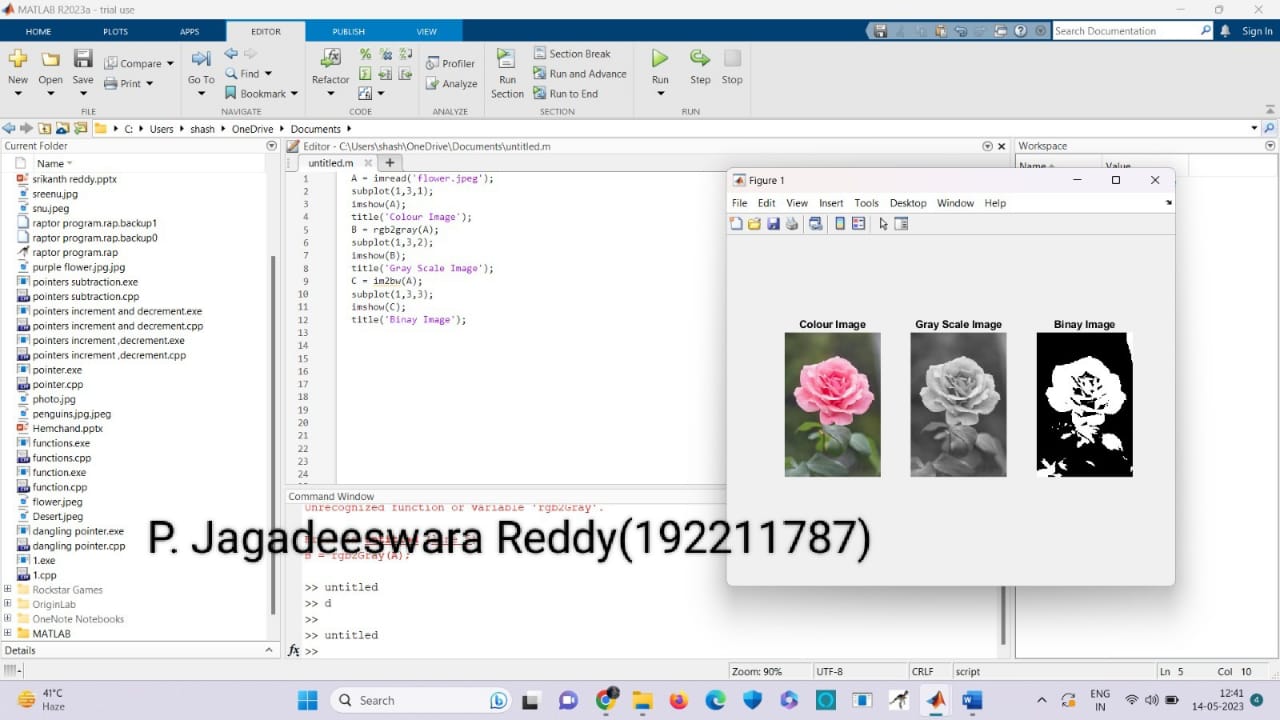 MATLAB R2023a - trial use
HOME PLOTS APPS EDITOR PUBLISH VIEW Search Documentation Sign In
New Open Save Compare Print Go To Find Bookmark Refactor Profiler Analyze Run Section Section Break Run and Advance Run to End Run Step Stop
FILE NAVIGATE CODE ANALYZE SECTION RUN
C: Users shash OneDrive Documents
Current Folder
Name
srikanth reddy.pptx
sreenu.jpg
snu.jpeg
raptor program.rap.backup1
raptor program.rap.backup0
raptor program.rap
purple flower.jpg.jpg
pointers subtraction.exe
pointers subtraction.cpp
pointers increment and decrement.exe
pointers increment and decrement.cpp
pointers increment ,decrement.exe
pointers increment ,decrement.cpp
pointer.exe
pointer.cpp
photo.jpg
penguins.jpg.jpeg
Hemchand.pptx
functions.exe
functions.cpp
function.exe
function.cpp
flower.jpeg
Desert.jpeg
dangling pointer.exe
dangling pointer.cpp
1.exe
1.cpp
Rockstar Games
OriginLab
OneNote Notebooks
MATLAB
Details
Editor - C:\Users\shash\OneDrive\Documents\untitled.m
untitled.m
1 A = imread('flower.jpeg');
2 subplot(1,3,1);
3 imshow(A);
4 title('Colour Image');
5 B = rgb2gray(A);
6 subplot(1,3,2);
7 imshow(B);
8 title('Gray Scale Image');
9 C = im2bw(A);
10 subplot(1,3,3);
11 imshow(C);
12 title('Binay Image');
13
14
15
16
17
18
19
20
21
22
23
24
Command Window
Unrecognized function or variable 'rgb2Gray'.
B = rgb2Gray(A);
>> untitled
>> d
>>
>> untitled
fx >>
P. Jagadeeswara Reddy(192211787)
Workspace
Name Value
Figure 1
File Edit View Insert Tools Desktop Window Help
Colour Image Gray Scale Image Binay Image
Zoom: 90% UTF-8 CRLF script Ln 5 Col 10
41°C
Haze
Search
ENG
IN
12:41
14-05-2023
4